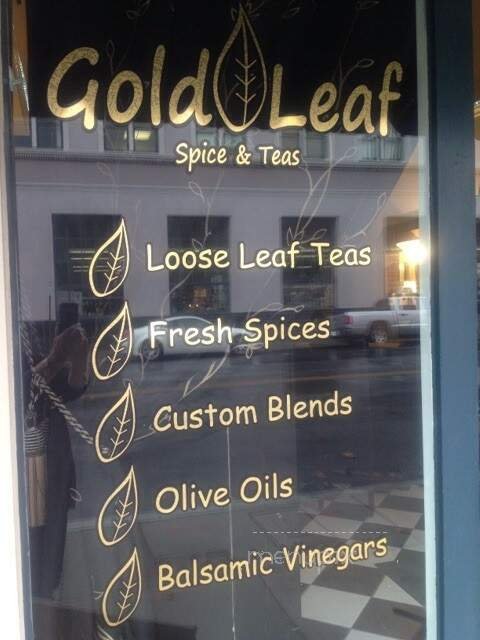 Gold Leaf
Spice & Teas
Loose Leaf Teas
Fresh Spices
Custom Blends
Olive Oils
Balsamic Vinegars